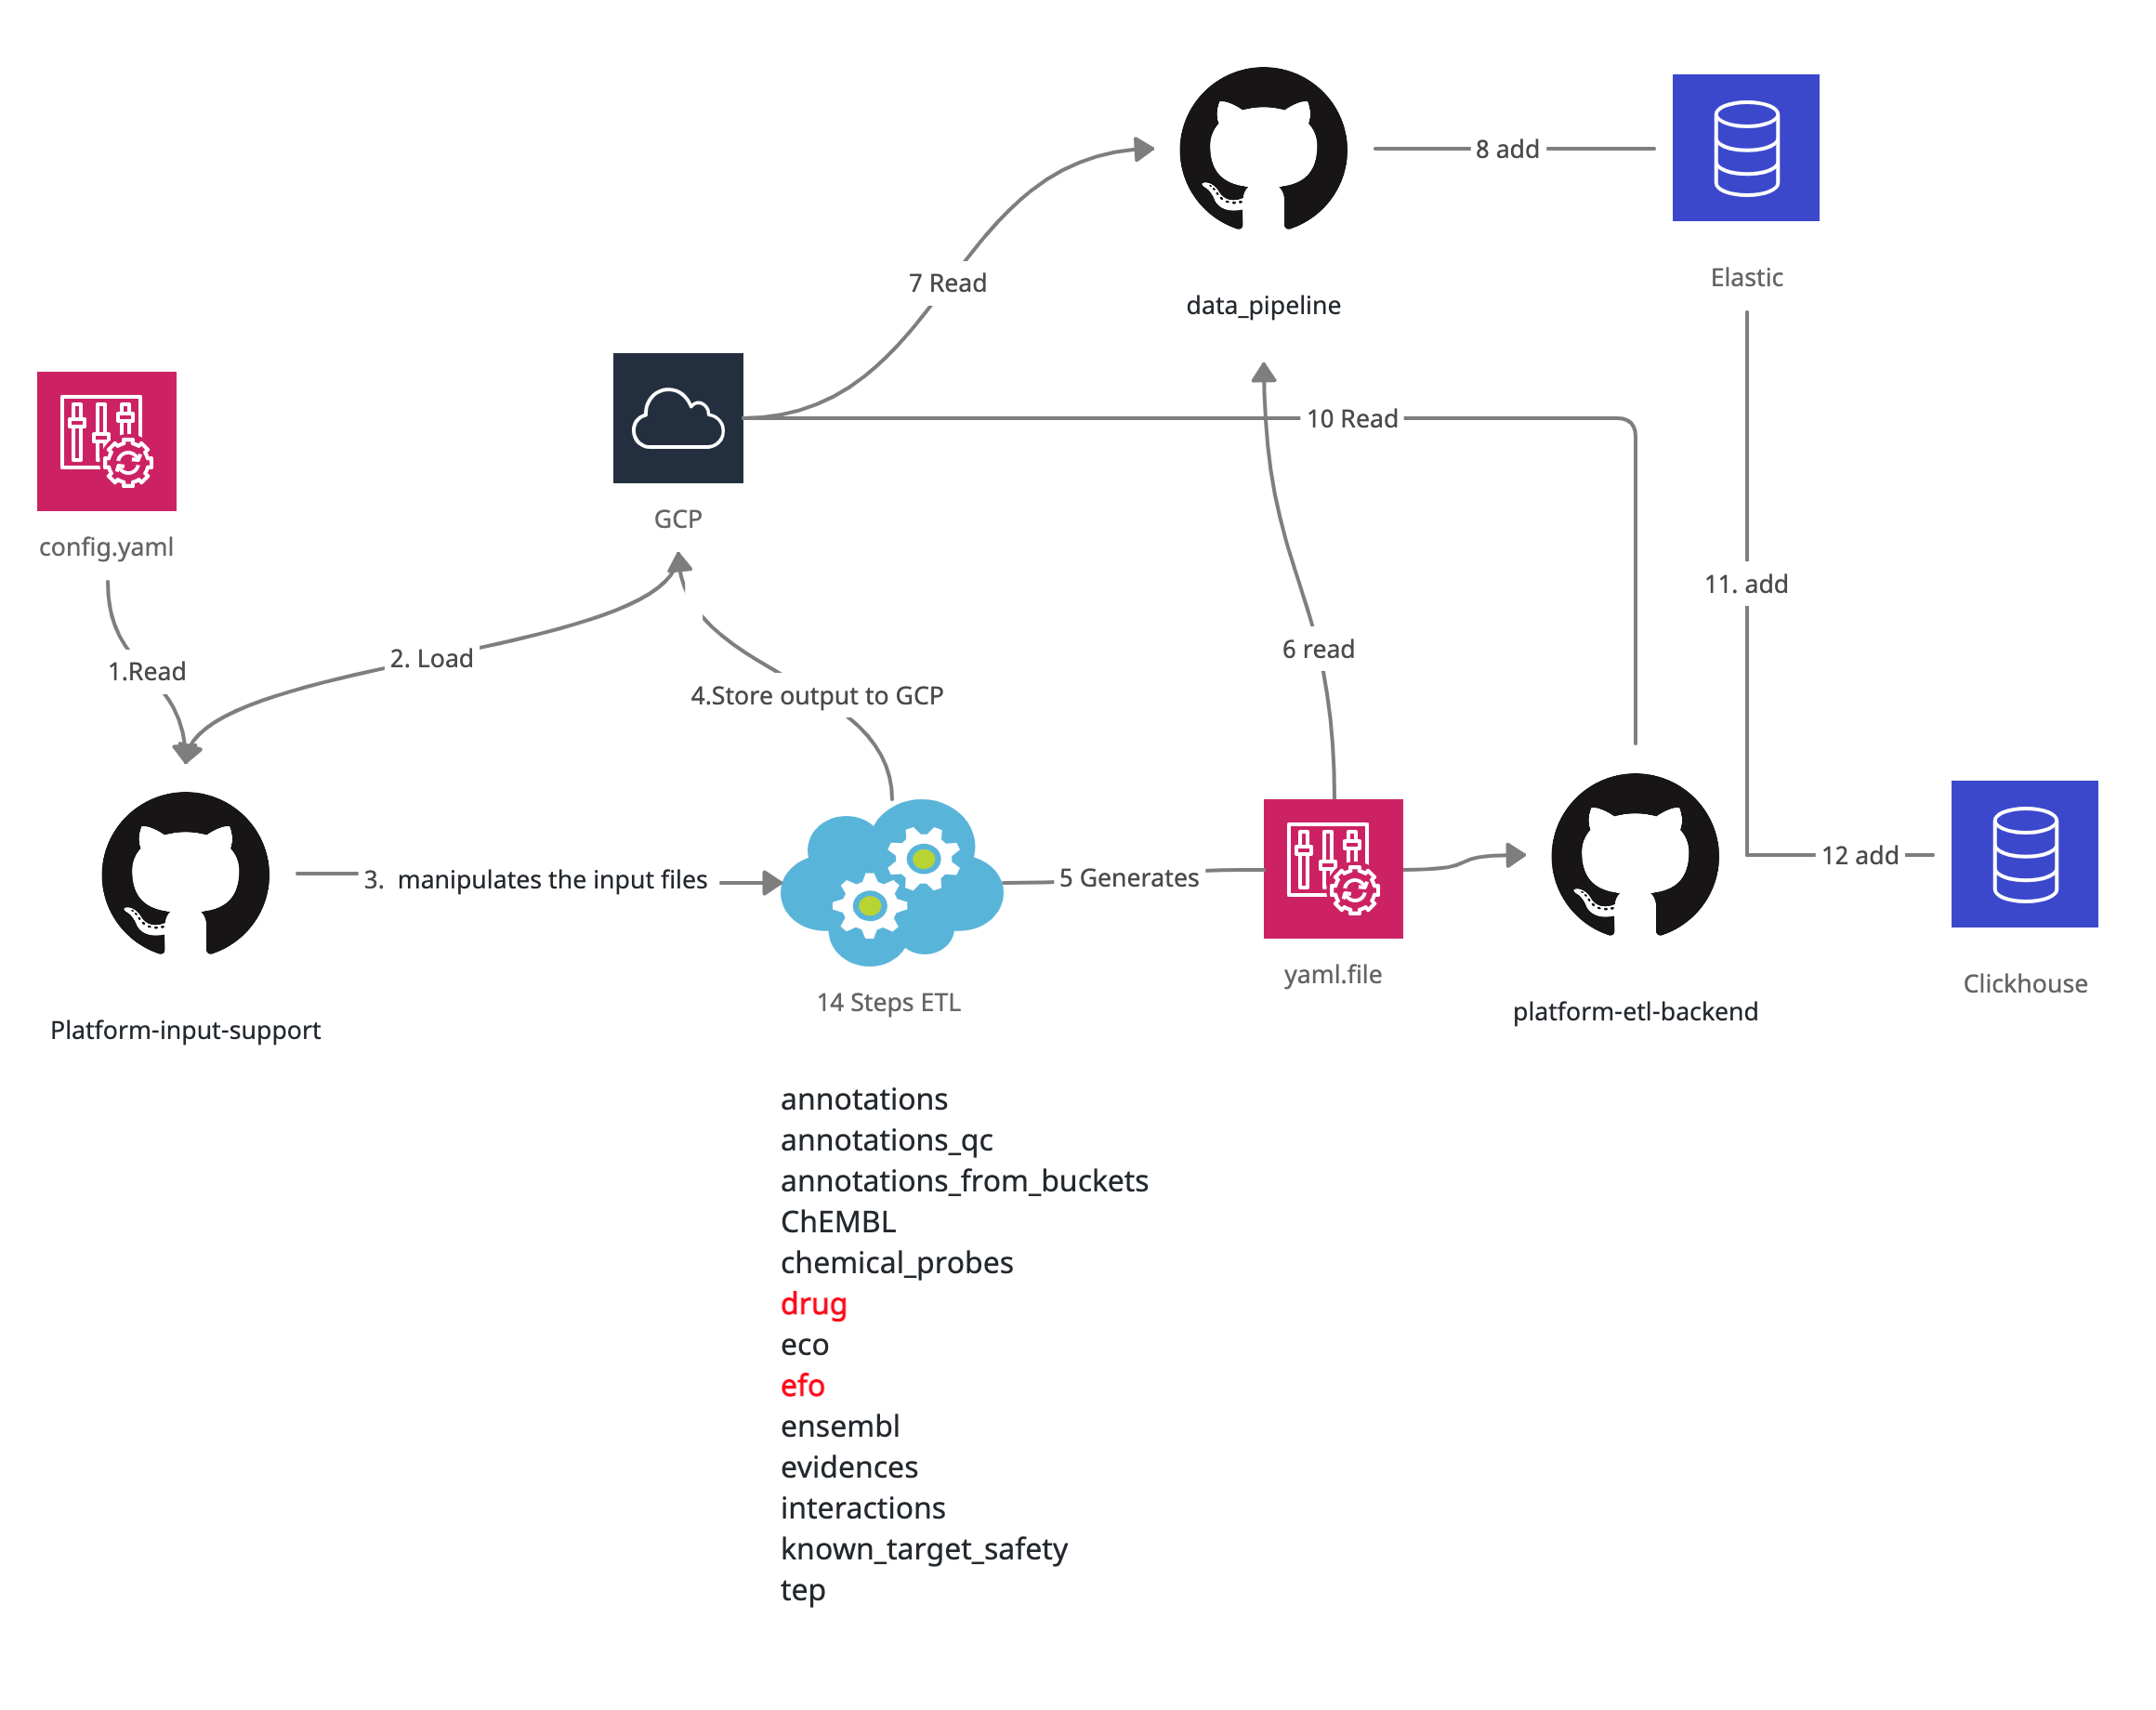 8 add
Elastic
7 Read
data_pipeline
10 Read
GCP
config.yaml
11. add
6 read
2. Load
1.Read
4.Store output to GCP
12 add
3. manipulates the input files
5 Generates
yaml.file
Clickhouse
14 Steps ETL
platform-etl-backend
Platform-input-support
annotations
annotations_qc
annotations_from_buckets
ChEMBL
chemical_probes
drug
eco
efo
ensembl
evidences
interactions
known_target_safety
tep